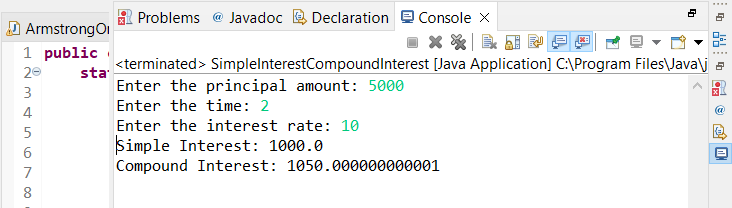 Problems @ Javadoc Declaration Console
ArmstrongOr
<terminated> SimpleInterestCompoundInterest [Java Application] C:\Program Files\Java\j
1 public
2 stat
3
4
5
6
7
8
9
Enter the principal amount: 5000
Enter the time: 2
Enter the interest rate: 10
Simple Interest: 1000.0
Compound Interest: 1050.000000000001